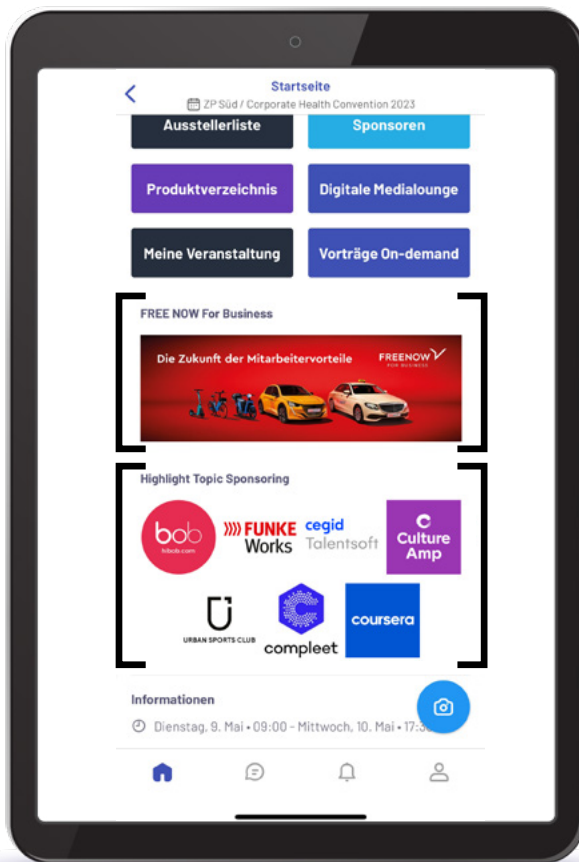 Startseite
ZP Süd / Corporate Health Convention 2023
Ausstellerliste
Sponsoren
Produktverzeichnis
Digitale Medialounge
Meine Veranstaltung
Vorträge On-demand
FREE NOW For Business
Die Zukunft der Mitarbeitervorteile
FREENOW
FOR BUSINESS
Highlight Topic Sponsoring
bob
hibob.com
FUNKE
Works
cegid
Talentsoft
Culture
Amp
URBAN SPORTS CLUB
compleet
coursera
Informationen
Dienstag, 9. Mai • 09:00 - Mittwoch, 10. Mai • 17:3